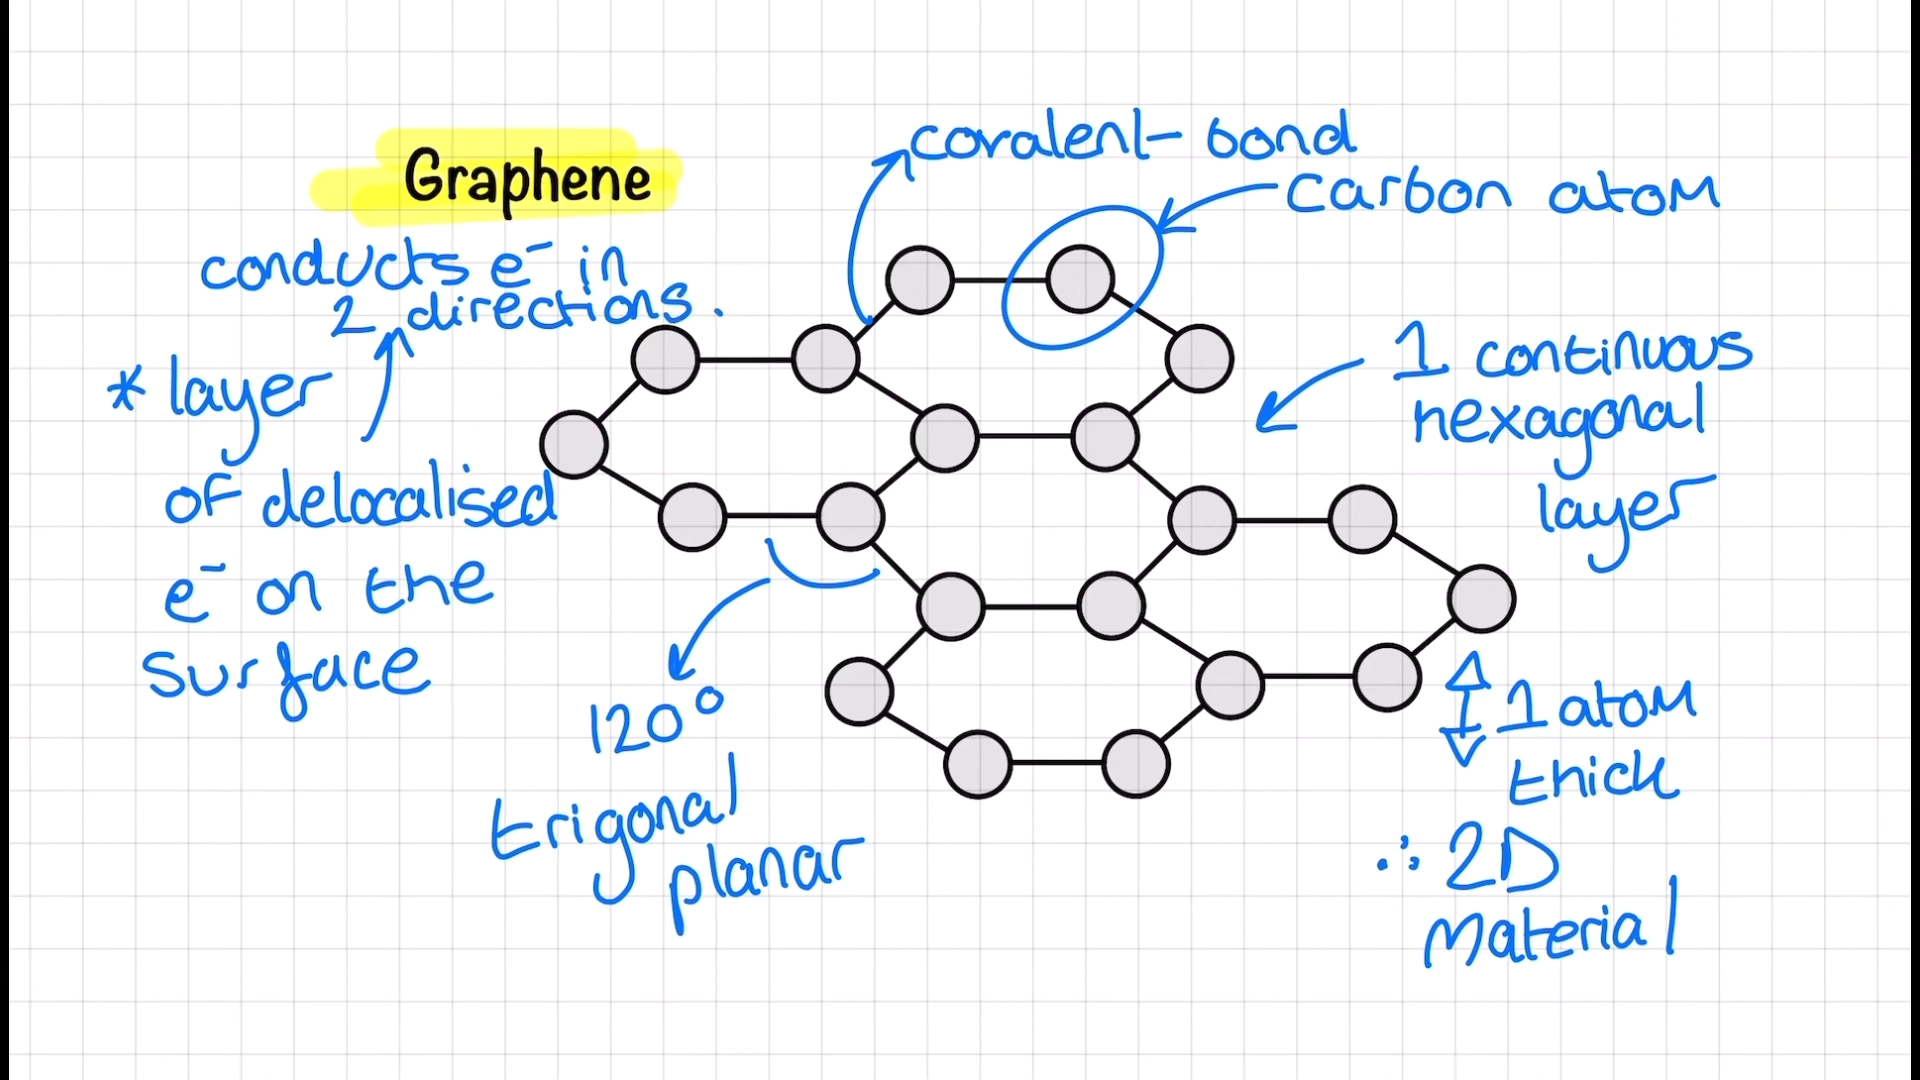 Graphene
conducts e⁻ in
2 directions.
* layer
of delocalised
e⁻ on the
surface
covalent bond
carbon atom
1 continuous
hexagonal
layer
120°
trigonal
planar
1 atom
thick
∴ 2D
material